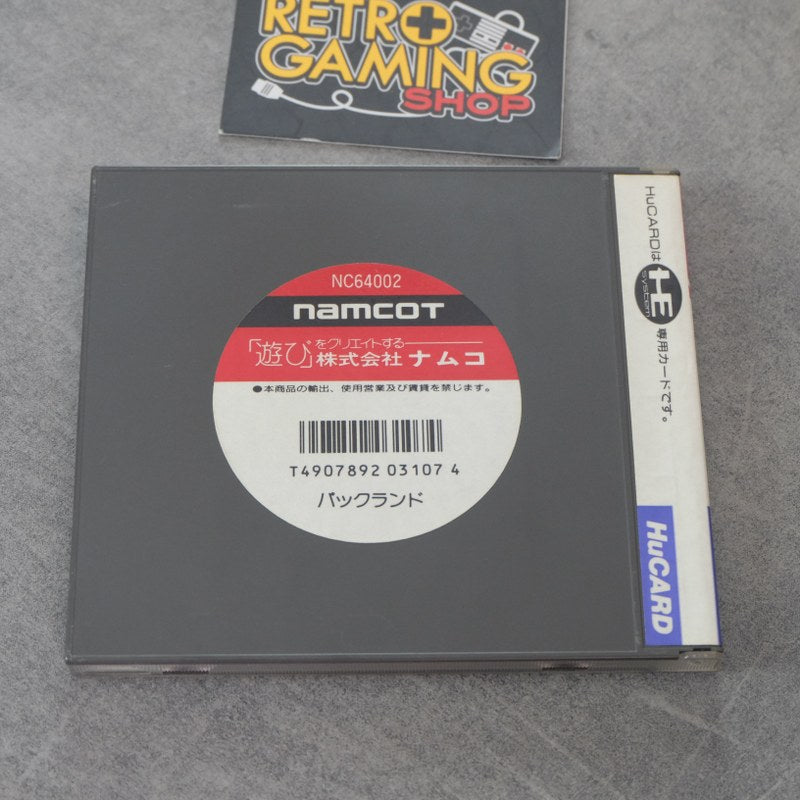 RETRO
GAMING
SHOP
NC64002
namcoT
「遊び」をクリエイトする
株式会社ナムコ
●本商品の輸出、使用営業及び賃貸を禁じます。
T4907892 03107 4
パックランド
HuCARDは
HE
system
専用カードです。
HuCARD